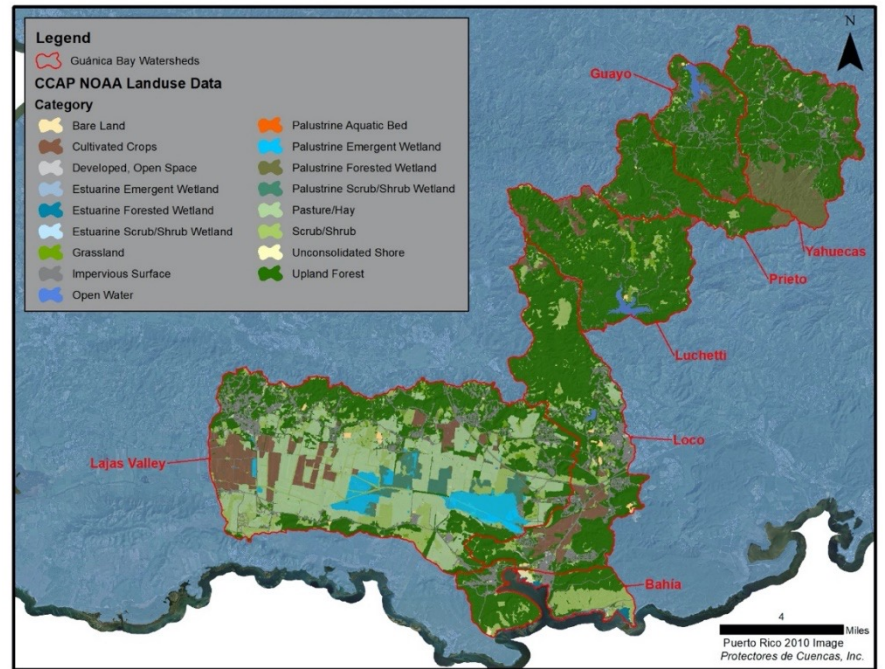 Legend
Guánica Bay Watersheds
CCAP NOAA Landuse Data
Category
Bare Land
Cultivated Crops
Developed, Open Space
Estuarine Emergent Wetland
Estuarine Forested Wetland
Estuarine Scrub/Shrub Wetland
Grassland
Impervious Surface
Open Water
Palustrine Aquatic Bed
Palustrine Emergent Wetland
Palustrine Forested Wetland
Palustrine Scrub/Shrub Wetland
Pasture/Hay
Scrub/Shrub
Unconsolidated Shore
Upland Forest
N
Guayo
Yahuecas
Prieto
Luchetti
Loco
Lajas Valley
Bahía
4
Miles
Puerto Rico 2010 Image
Protectores de Cuencas, Inc.